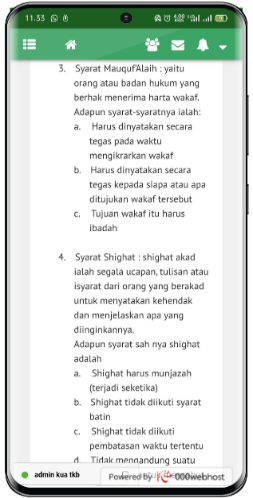 11.33
3. Syarat Mauquf'Alaih : yaitu
orang atau badan hukum yang
berhak menerima harta wakaf.
Adapun syarat-syaratnya ialah:
a. Harus dinyatakan secara
tegas pada waktu
mengikrarkan wakaf
b. Harus dinyatakan secara
tegas kepada siapa atau apa
ditujukan wakaf tersebut
c. Tujuan wakaf itu harus
ibadah
4. Syarat Shighat : shighat akad
ialah segala ucapan, tulisan atau
isyarat dari orang yang berakad
untuk menyatakan kehendak
dan menjelaskan apa yang
diinginkannya.
Adapun syarat sah nya shighat
adalah
a. Shighat harus munjazah
(terjadi seketika)
b. Shighat tidak diikuti syarat
batin
c. Shighat tidak diikuti
pembatasan waktu tertentu
d. Tidak mengandung suatu
admin kua tkb
Powered by 000webhost